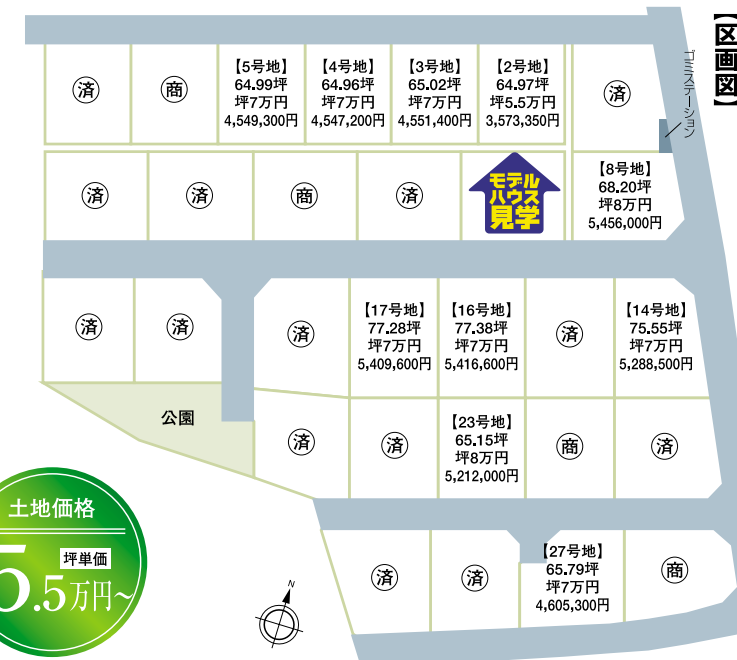 【区画図】
ゴミステーション
済
商
【5号地】
64.99坪
坪7万円
4,549,300円
【4号地】
64.96坪
坪7万円
4,547,200円
【3号地】
65.02坪
坪7万円
4,551,400円
【2号地】
64.97坪
坪5.5万円
3,573,350円
済
済
済
商
済
モデル
ハウス
見学
【8号地】
68.20坪
坪8万円
5,456,000円
済
済
済
【17号地】
77.28坪
坪7万円
5,409,600円
【16号地】
77.38坪
坪7万円
5,416,600円
済
【14号地】
75.55坪
坪7万円
5,288,500円
公園
済
済
【23号地】
65.15坪
坪8万円
5,212,000円
商
済
土地価格
坪単価
5.5万円~
N
済
済
【27号地】
65.79坪
坪7万円
4,605,300円
商